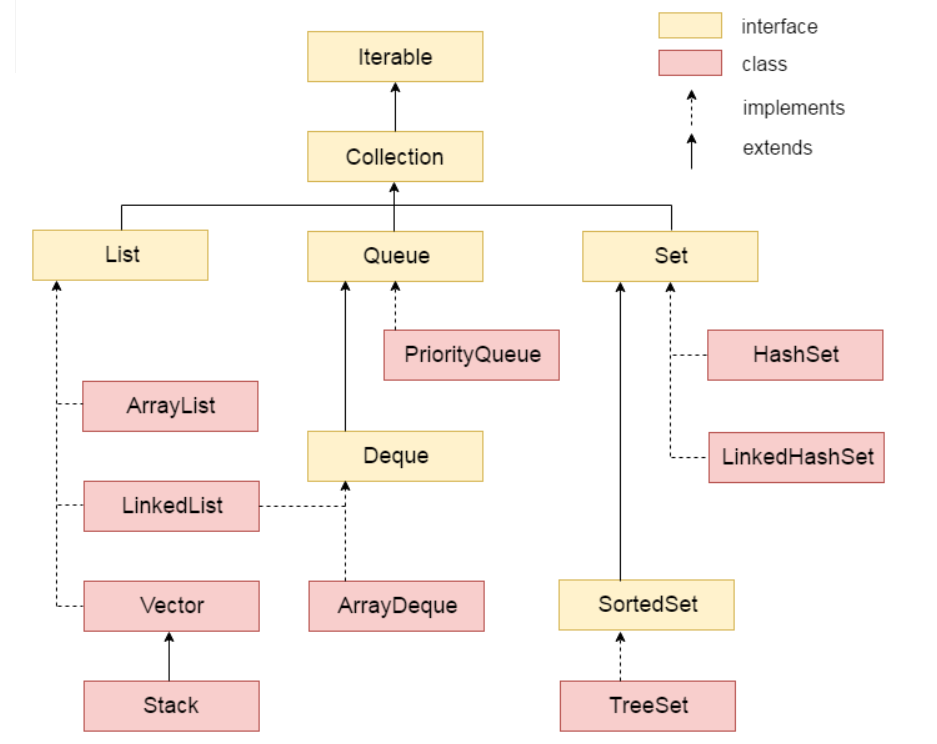 interface
Iterable
class
implements
Collection
extends
List
Queue
Set
PriorityQueue
HashSet
ArrayList
Deque
LinkedHashSet
LinkedList
Vector
ArrayDeque
SortedSet
Stack
TreeSet